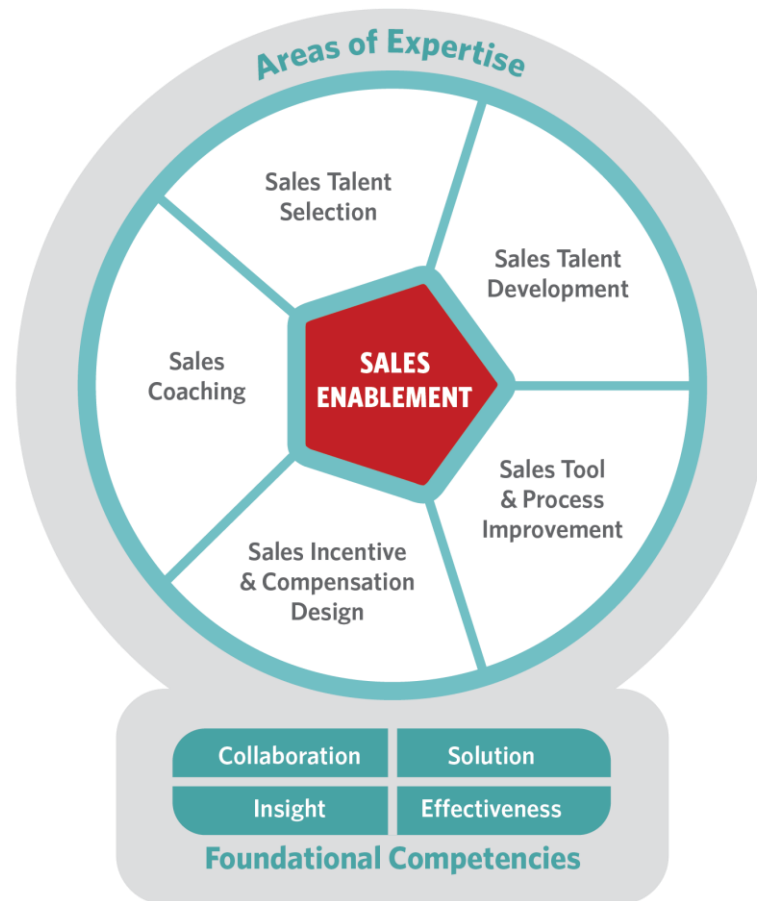 Areas of Expertise
Sales Talent
Selection
Sales Talent
Development
Sales
Coaching
SALES
ENABLEMENT
Sales Tool
& Process
Improvement
Sales Incentive
& Compensation
Design
Collaboration
Solution
Insight
Effectiveness
Foundational Competencies